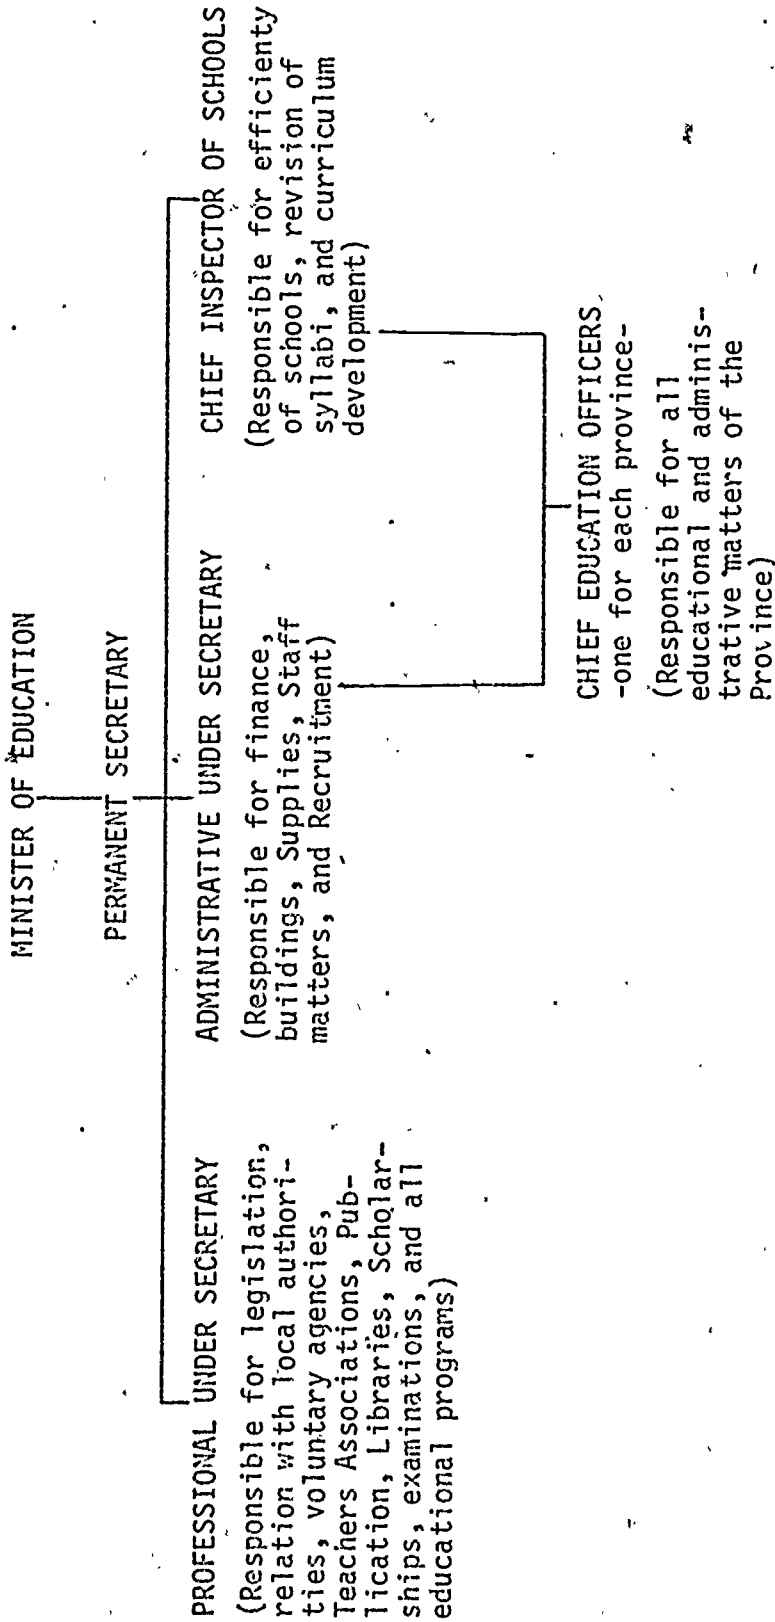 MINISTER OF EDUCATION
PERMANENT SECRETARY
PROFESSIONAL UNDER SECRETARY
(Responsible for legislation,
relation with local authori-
ties, voluntary agencies,
Teachers Associations, Pub-
lication, Libraries, Scholar-
ships, examinations, and all
educational programs)
ADMINISTRATIVE UNDER SECRETARY
(Responsible for finance,
buildings, Supplies, Staff
matters, and Recruitment)
CHIEF INSPECTOR OF SCHOOLS
(Responsible for efficienty
of schools, revision of
syllabi, and curriculum
development)
CHIEF EDUCATION OFFICERS
-one for each province-
(Responsible for all
educational and adminis-
trative matters of the
Province)